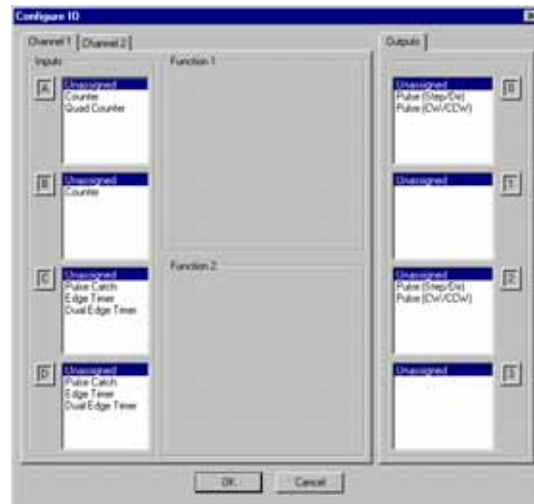 Configure IO
Channel 1
Channel 2
Outputs
Inputs
Function 1
A
Unassigned
Counter
Quad Counter
Unassigned
Pulse (Step/Dir)
Pulse (CW/CCW)
0
B
Unassigned
Counter
Unassigned
1
Function 2
C
Unassigned
Pulse Catch
Edge Timer
Dual Edge Timer
Unassigned
Pulse (Step/Dir)
Pulse (CW/CCW)
2
D
Unassigned
Pulse Catch
Edge Timer
Dual Edge Timer
Unassigned
3
OK
Cancel